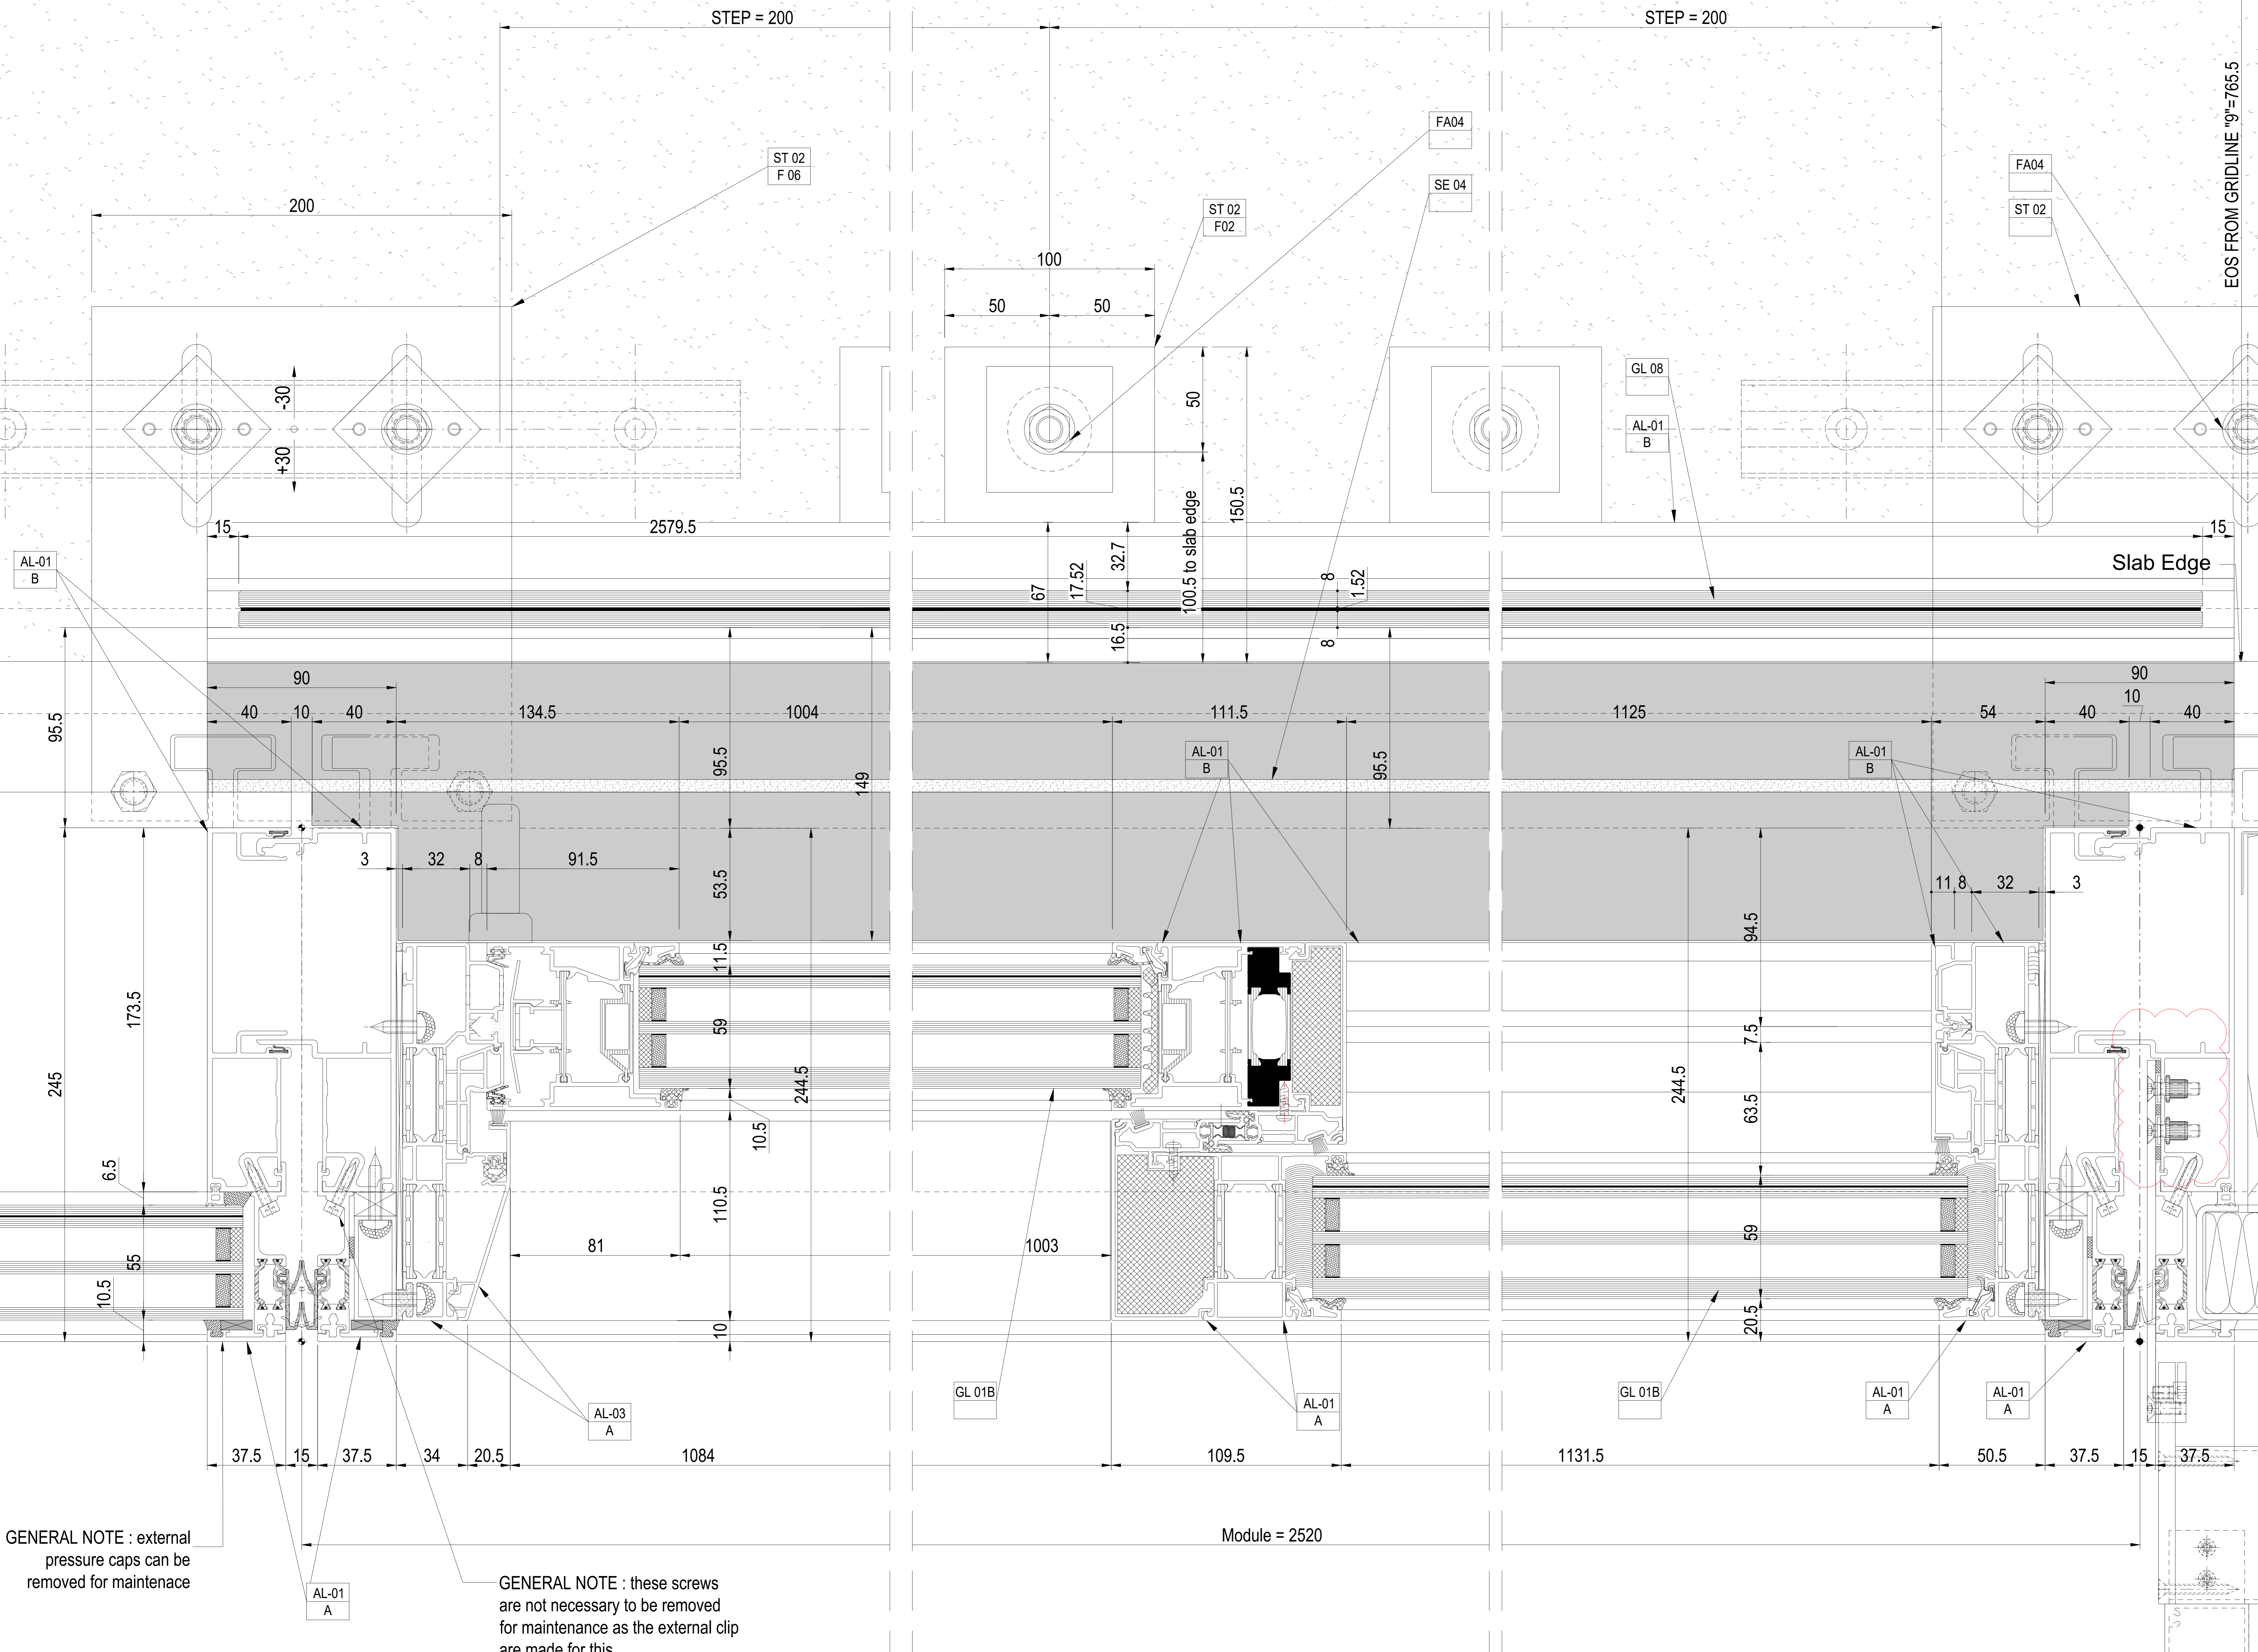 STEP = 200
STEP = 200
EOS FROM GRIDLINE "9"=765.5
FA04
ST 02
F 06
FA04
SE 04
200
ST 02
F02
ST 02
100
50
50
-30
+30
50
150.5
100.5 to slab edge
GL 08
AL-01
B
15
2579.5
15
AL-01
B
Slab Edge
32.7
67
17.52
16.5
8
1.52
8
90
90
95.5
40
10
40
134.5
1004
111.5
1125
54
40
10
40
95.5
149
95.5
AL-01
B
AL-01
B
3
32
8
91.5
53.5
11
8
32
3
94.5
11.5
173.5
59
7.5
245
244.5
244.5
63.5
10.5
6.5
110.5
81
1003
59
55
10.5
10
20.5
GL 01B
AL-03
A
AL-01
A
GL 01B
AL-01
A
AL-01
A
37.5
15
37.5
34
20.5
1084
109.5
1131.5
50.5
37.5
15
37.5
Module = 2520
GENERAL NOTE : external
pressure caps can be
removed for maintenace
AL-01
A
GENERAL NOTE : these screws
are not necessary to be removed
for maintenance as the external clip
are made for this